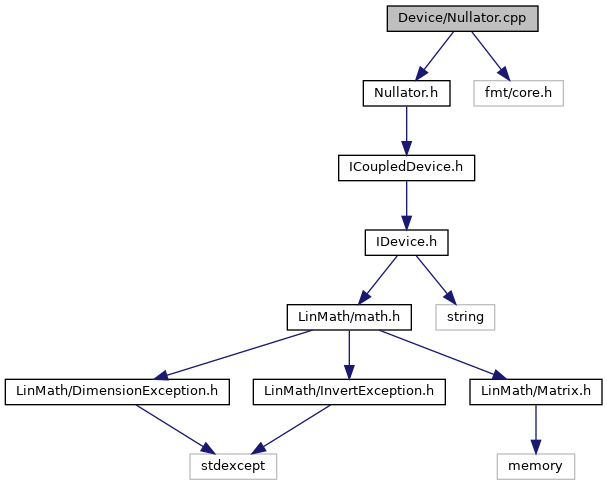 Device/Nullator.cpp
Nullator.h
fmt/core.h
ICoupledDevice.h
IDevice.h
LinMath/math.h
string
LinMath/DimensionException.h
LinMath/InvertException.h
LinMath/Matrix.h
stdexcept
memory